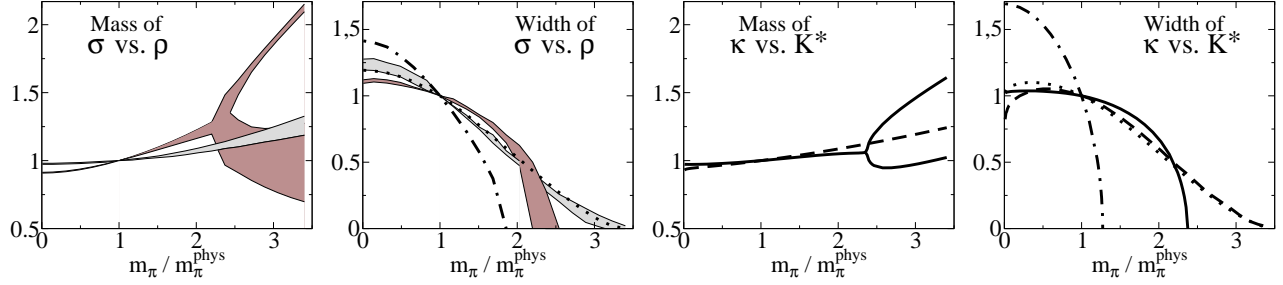 Mass of
σ vs. ρ
2
1.5
1
0.5
0
1
2
3
m_π / m_π^phys
Width of
σ vs. ρ
1.5
1
0.5
0
0
1
2
3
m_π / m_π^phys
Mass of
κ vs. K*
2
1.5
1
0.5
0
1
2
3
m_π / m_π^phys
Width of
κ vs. K*
1.5
1
0.5
0
0
1
2
3
m_π / m_π^phys